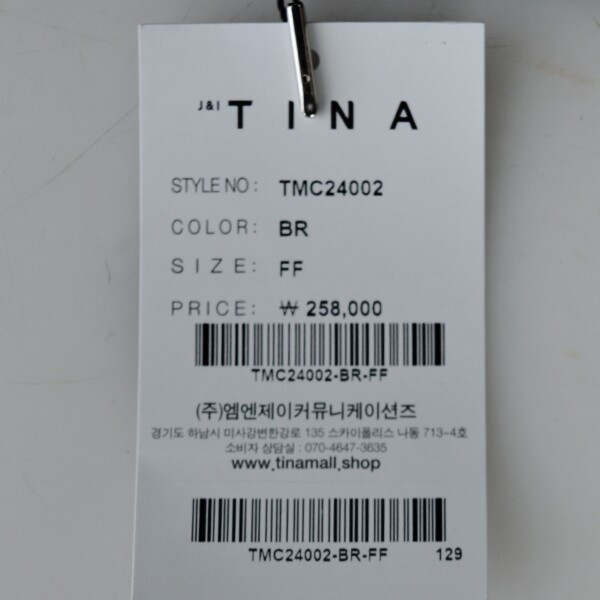 J&I TINA
STYLE NO : TMC24002
COLOR: BR
SIZE: FF
PRICE: ₩ 258,000
TMC24002-BR-FF
(주)엠엔제이커뮤니케이션즈
경기도 하남시 미사강변한강로 135 스카이폴리스 나동 713-4호
소비자 상담실 : 070-4647-3635
www.tinamall.shop
TMC24002-BR-FF 129